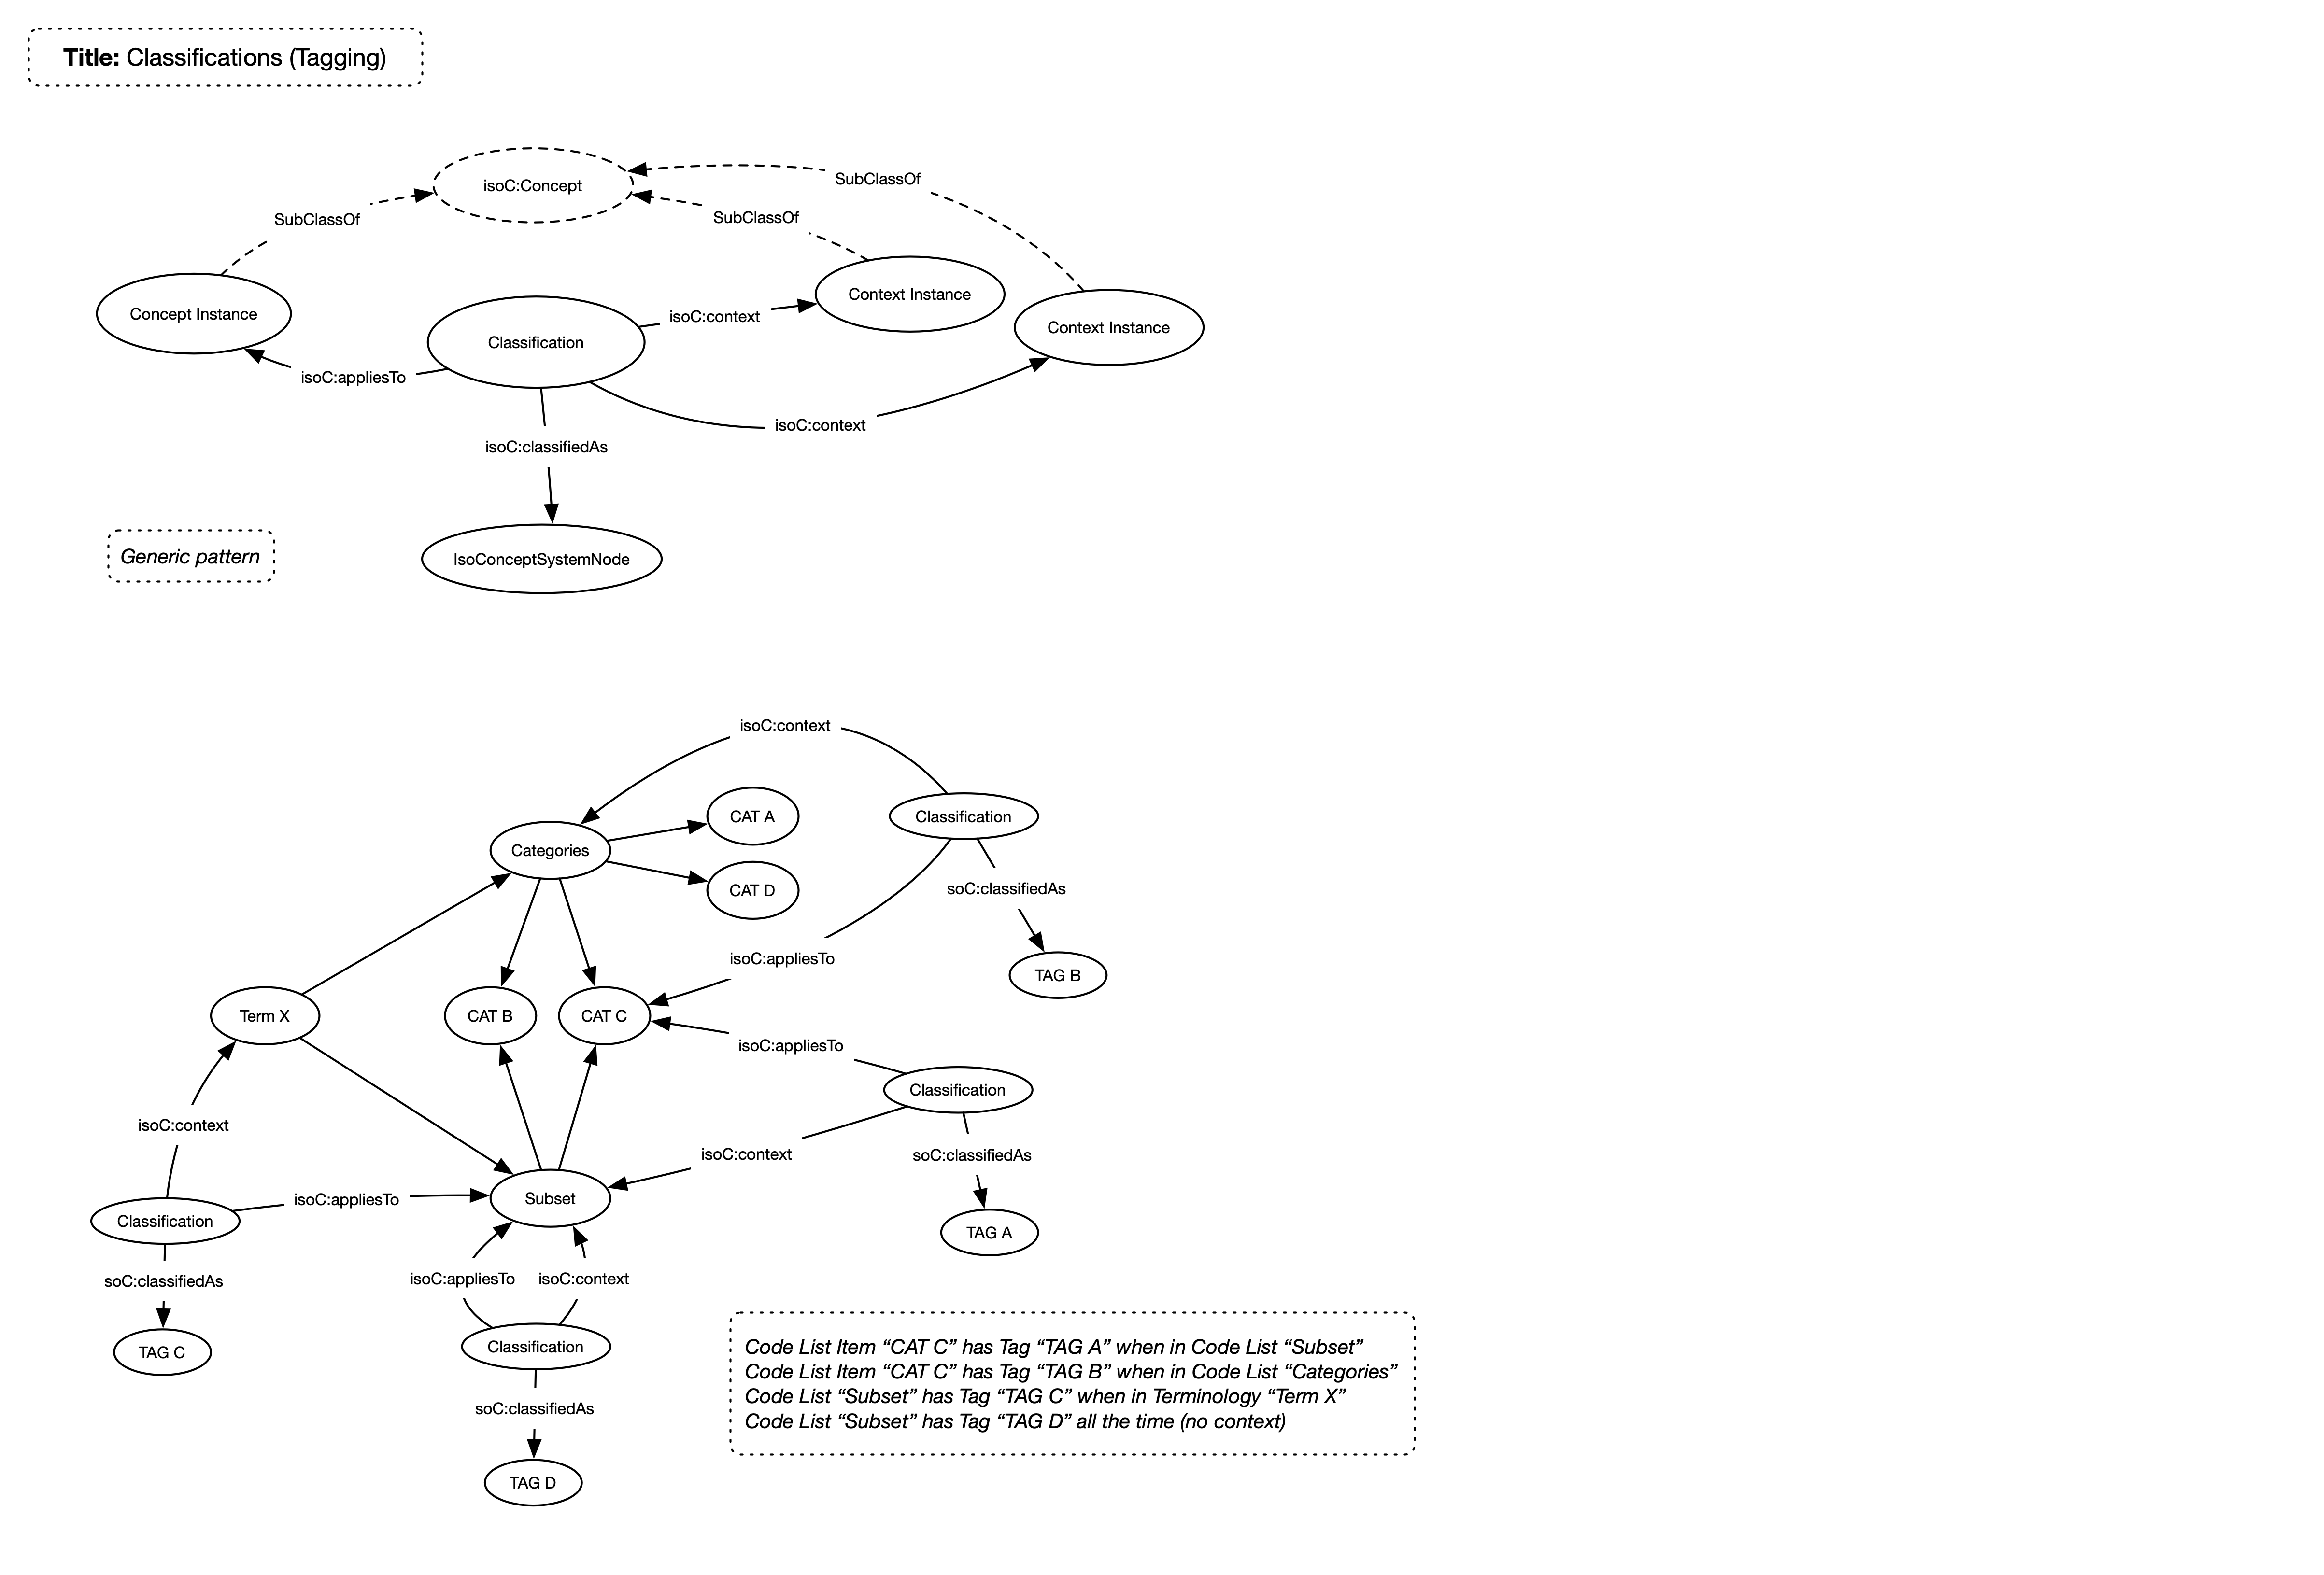 Title: Classifications (Tagging)
isoC:Concept
SubClassOf
SubClassOf
SubClassOf
Concept Instance
Context Instance
Context Instance
Classification
isoC:context
isoC:appliesTo
isoC:context
isoC:classifiedAs
Generic pattern
IsoConceptSystemNode
isoC:context
CAT A
Classification
Categories
CAT D
soC:classifiedAs
isoC:appliesTo
TAG B
Term X
CAT B
CAT C
isoC:appliesTo
Classification
isoC:context
isoC:context
soC:classifiedAs
isoC:appliesTo
Subset
Classification
TAG A
soC:classifiedAs
isoC:appliesTo
isoC:context
TAG C
Classification
Code List Item “CAT C” has Tag “TAG A” when in Code List “Subset”
Code List Item “CAT C” has Tag “TAG B” when in Code List “Categories”
Code List “Subset” has Tag “TAG C” when in Terminology “Term X”
Code List “Subset” has Tag “TAG D” all the time (no context)
soC:classifiedAs
TAG D